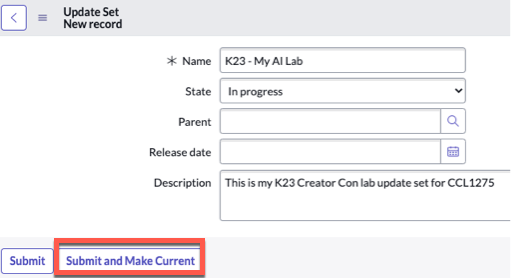 Update Set
New record
* Name K23 - My AI Lab
State In progress
Parent
Release date
Description This is my K23 Creator Con lab update set for CCL1275
Submit Submit and Make Current